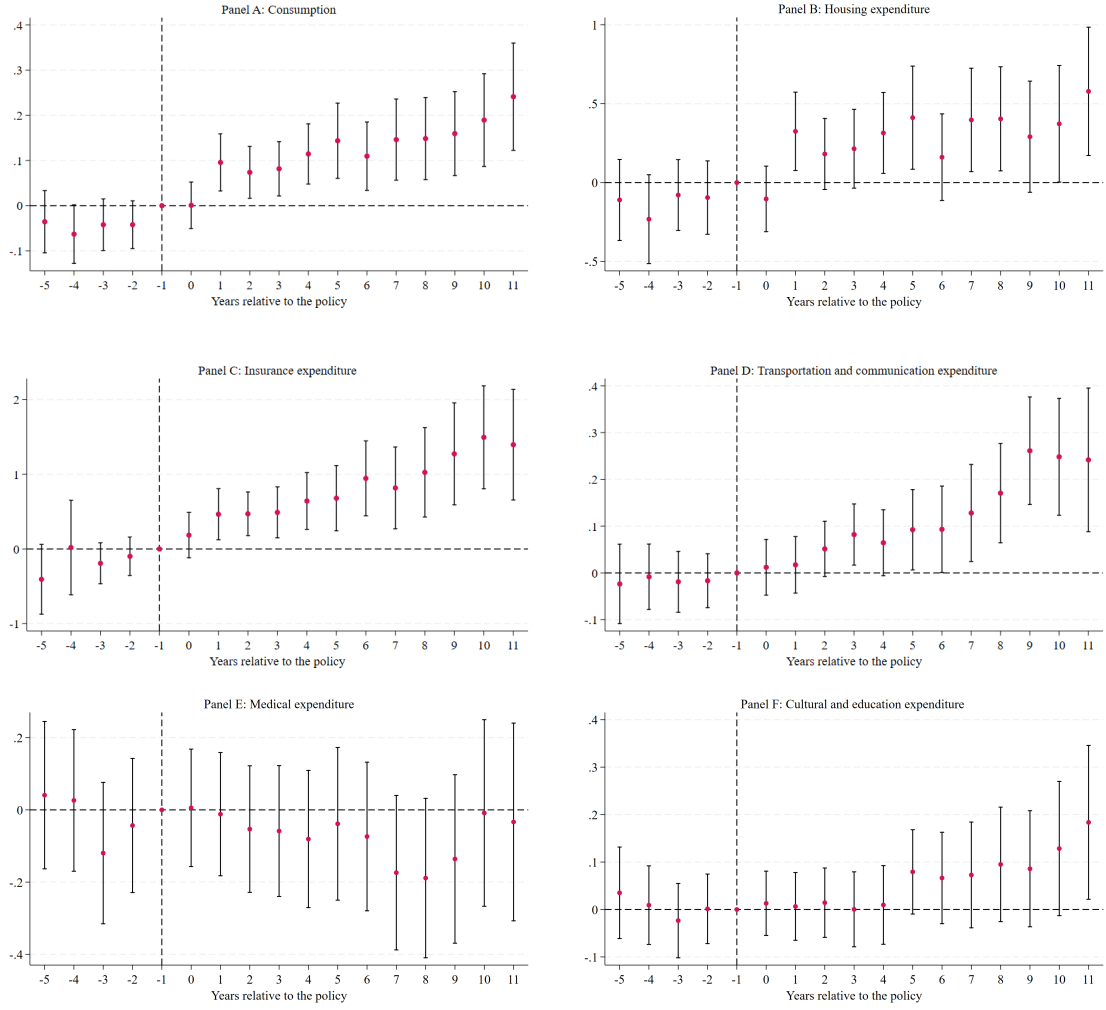 Panel A: Consumption
.4
.3
.2
.1
0
-.1
-5 -4 -3 -2 -1 0 1 2 3 4 5 6 7 8 9 10 11
Years relative to the policy
Panel B: Housing expenditure
1
.5
0
-.5
-5 -4 -3 -2 -1 0 1 2 3 4 5 6 7 8 9 10 11
Years relative to the policy
Panel C: Insurance expenditure
2
1
0
-1
-5 -4 -3 -2 -1 0 1 2 3 4 5 6 7 8 9 10 11
Years relative to the policy
Panel D: Transportation and communication expenditure
.4
.3
.2
.1
0
-.1
-5 -4 -3 -2 -1 0 1 2 3 4 5 6 7 8 9 10 11
Years relative to the policy
Panel E: Medical expenditure
.2
0
-.2
-.4
-5 -4 -3 -2 -1 0 1 2 3 4 5 6 7 8 9 10 11
Years relative to the policy
Panel F: Cultural and education expenditure
.4
.3
.2
.1
0
-.1
-5 -4 -3 -2 -1 0 1 2 3 4 5 6 7 8 9 10 11
Years relative to the policy